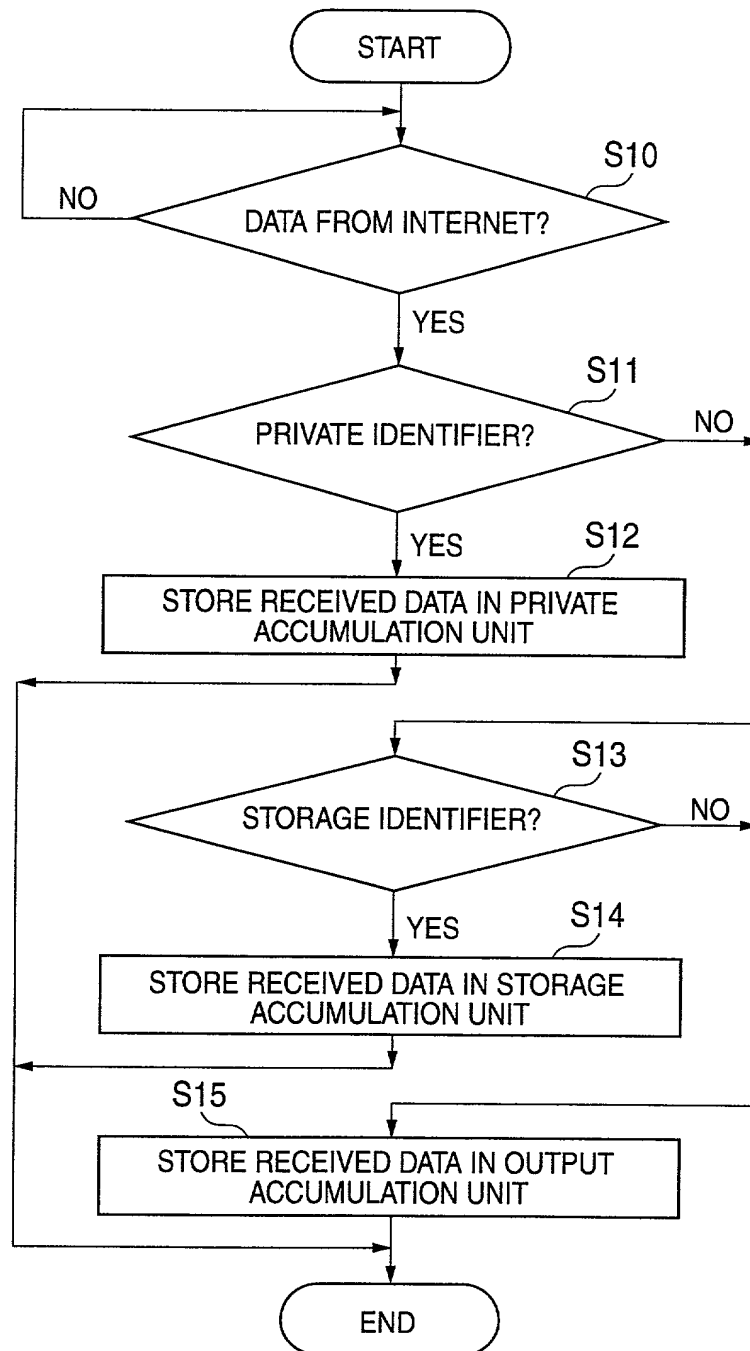 START
S10
NO
DATA FROM INTERNET?
YES
S11
PRIVATE IDENTIFIER?
NO
YES
S12
STORE RECEIVED DATA IN PRIVATE
ACCUMULATION UNIT
S13
STORAGE IDENTIFIER?
NO
YES
S14
STORE RECEIVED DATA IN STORAGE
ACCUMULATION UNIT
S15
STORE RECEIVED DATA IN OUTPUT
ACCUMULATION UNIT
END